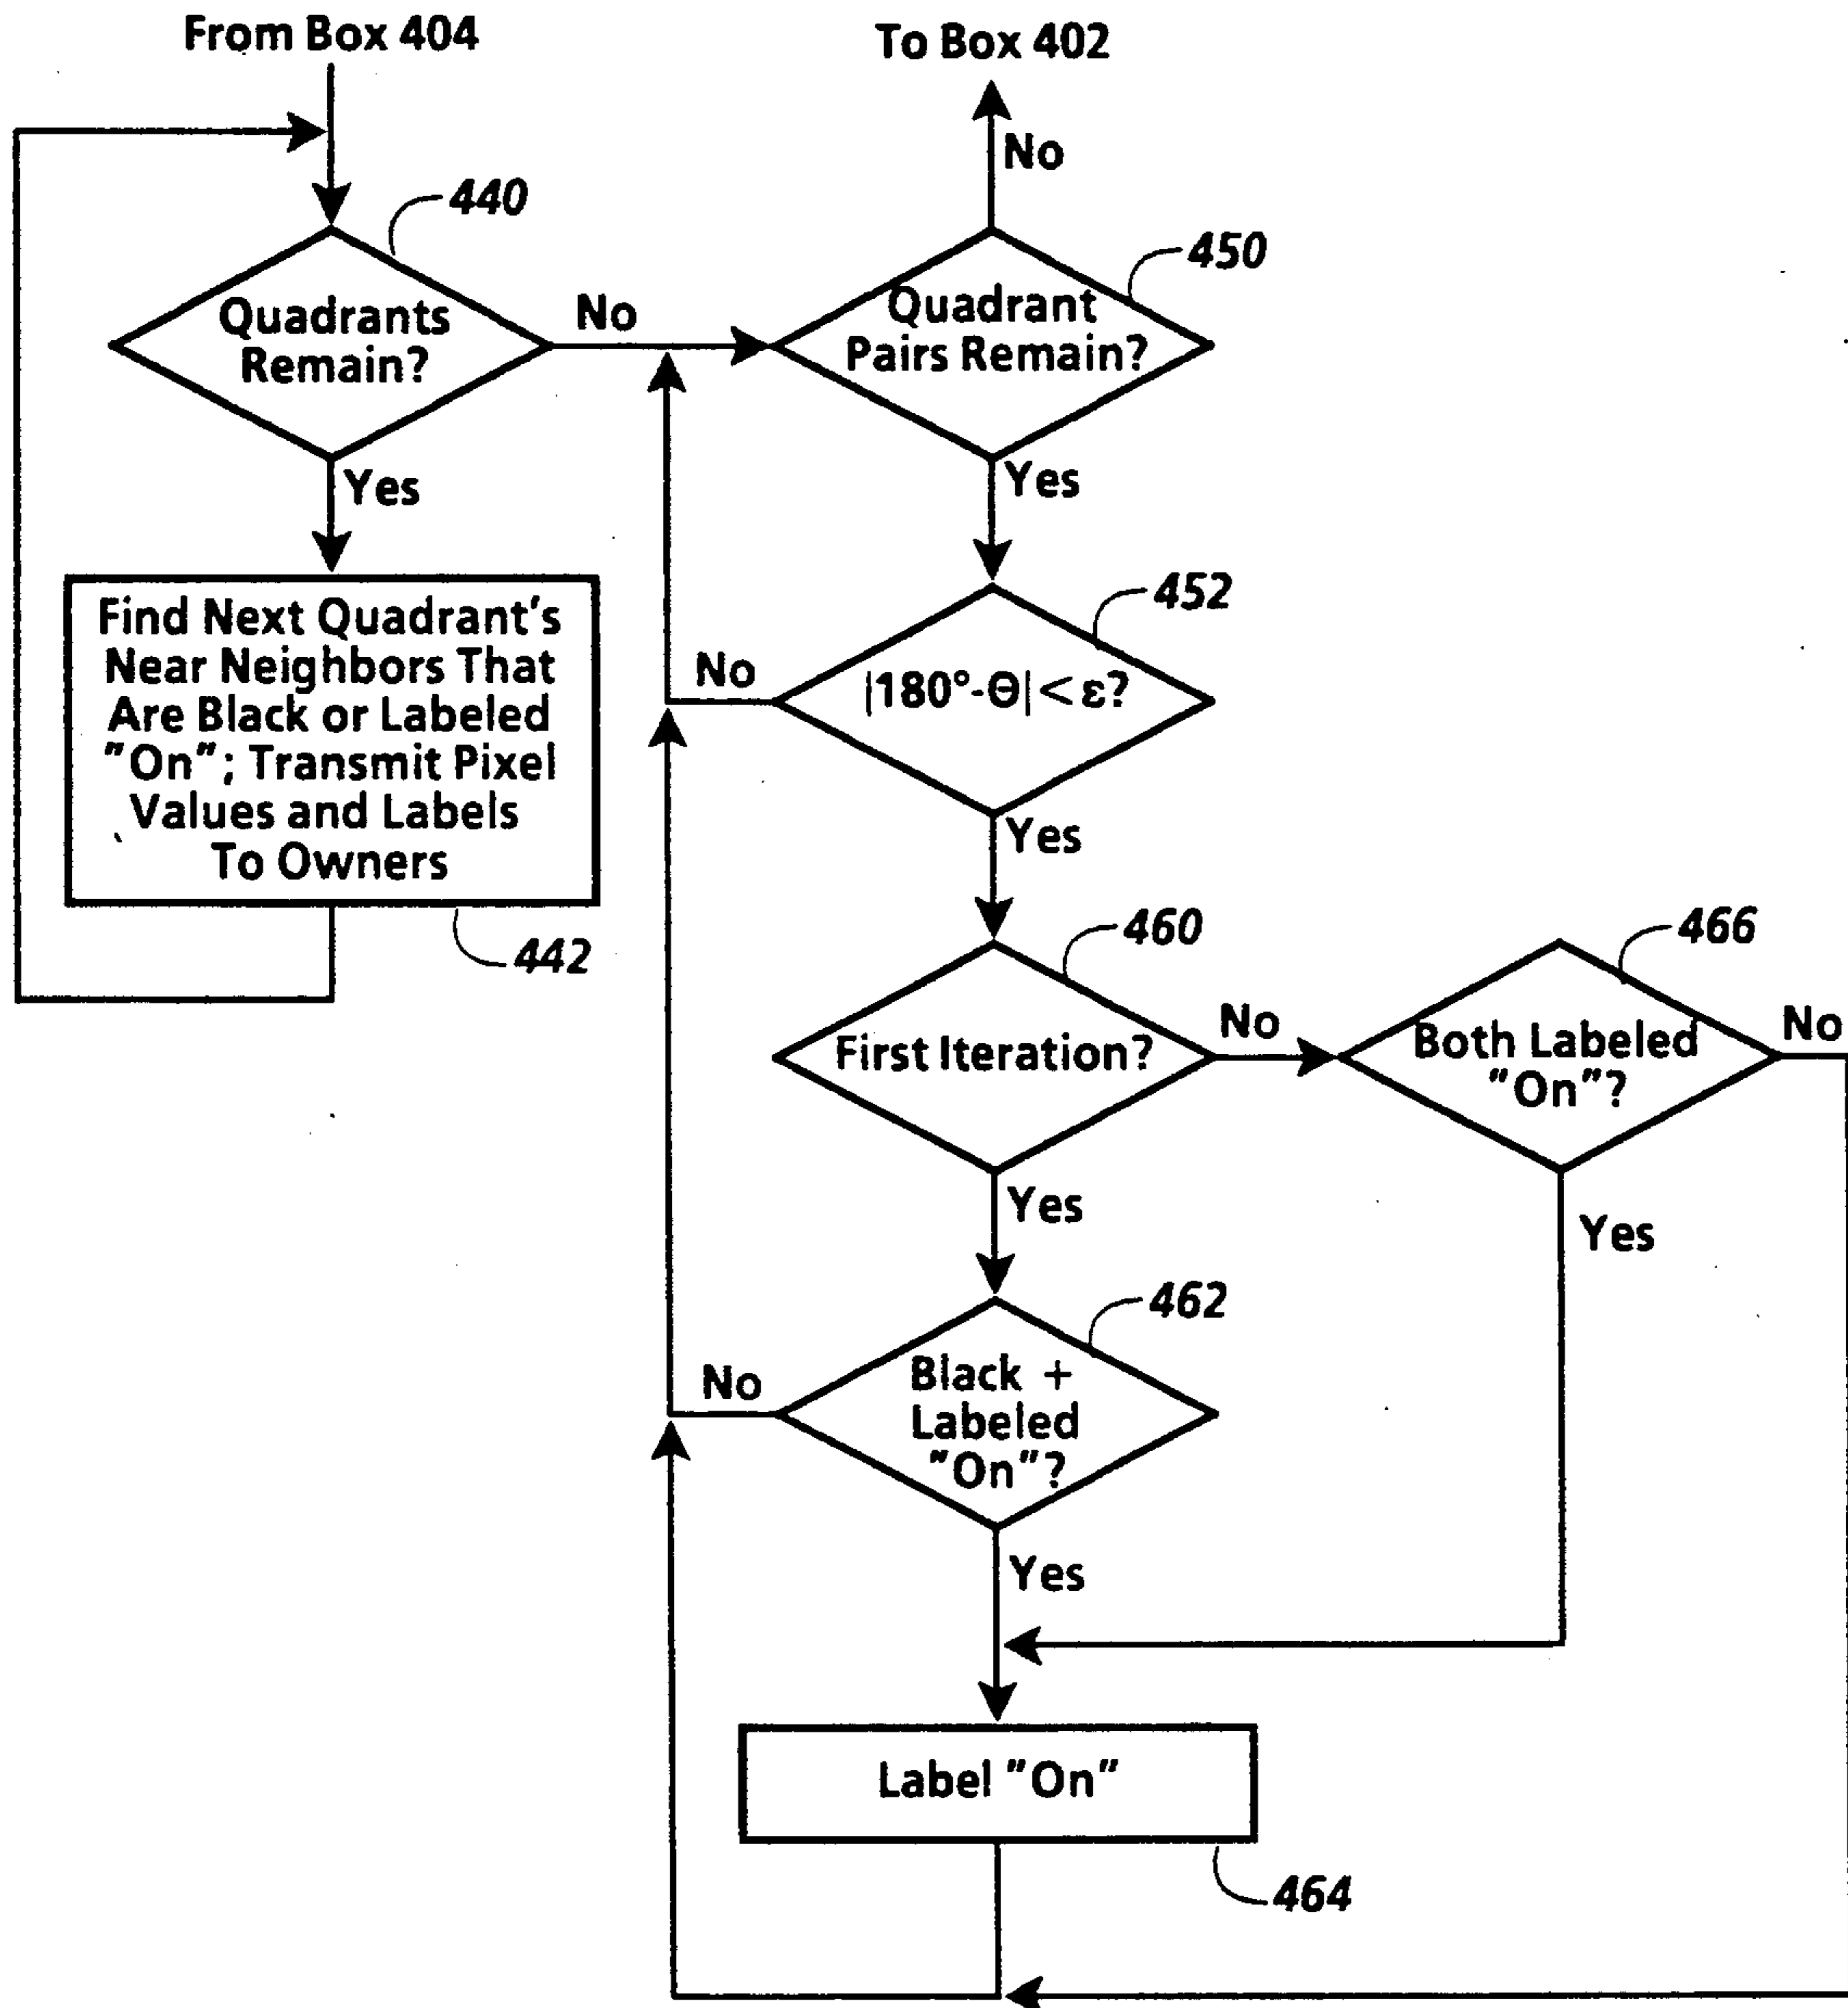 From Box 404
To Box 402
No
440
450
Quadrants
Remain?
No
Quadrant
Pairs Remain?
Yes
Yes
Find Next Quadrant's
Near Neighbors That
Are Black or Labeled
"On"; Transmit Pixel
Values and Labels
To Owners
442
452
No
|180°-Θ| < ε?
Yes
460
466
First Iteration?
No
Both Labeled
"On"?
No
Yes
Yes
462
No
Black +
Labeled
"On"?
Yes
Label "On"
464